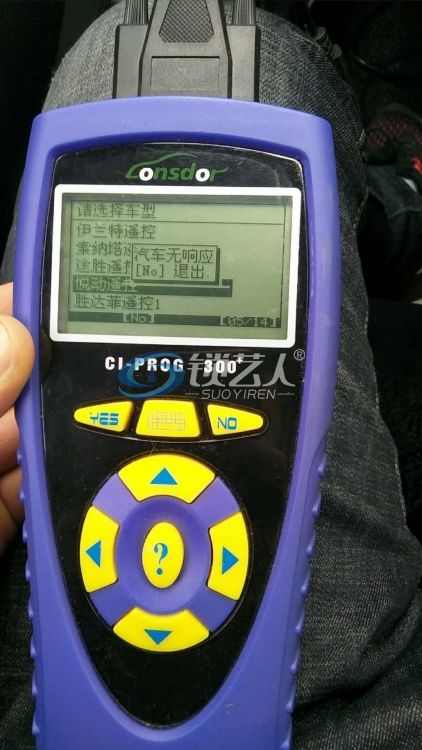 Lonsdor
请选择车型
伊兰特遥控
索纳塔遥
途胜遥控
悦动遥控
胜达菲遥控1
汽车无响应
[No] 退出
[No] [05/14]
CI-PROG 300+
锁艺人®
SUOYIREN
YES
NO
?